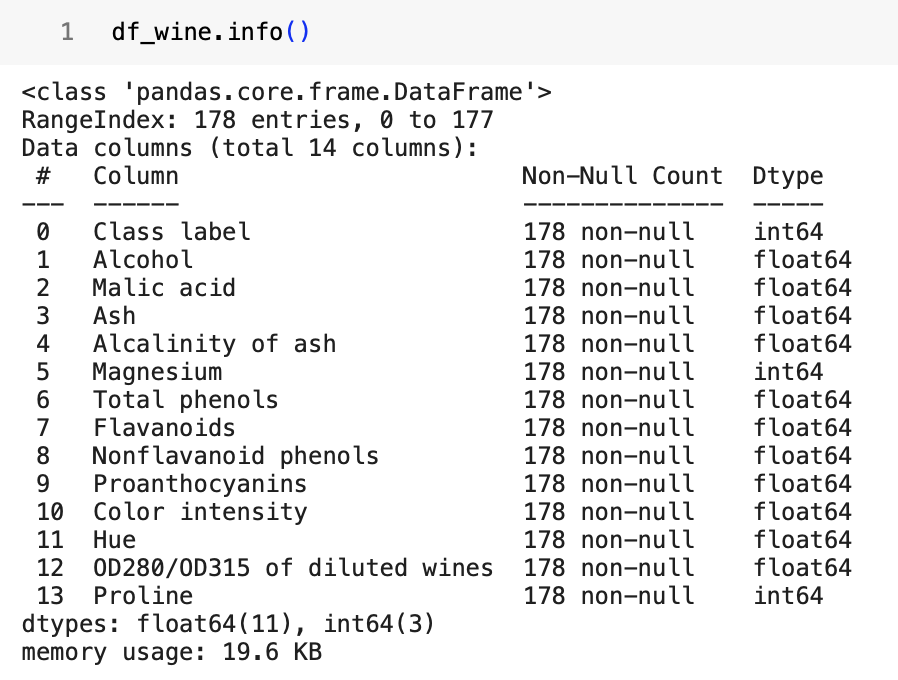 1 df_wine.info()
<class 'pandas.core.frame.DataFrame'>
RangeIndex: 178 entries, 0 to 177
Data columns (total 14 columns):
 #   Column                        Non-Null Count  Dtype
---  ------                        --------------  -----
 0   Class label                   178 non-null    int64
 1   Alcohol                       178 non-null    float64
 2   Malic acid                    178 non-null    float64
 3   Ash                           178 non-null    float64
 4   Alcalinity of ash             178 non-null    float64
 5   Magnesium                     178 non-null    int64
 6   Total phenols                 178 non-null    float64
 7   Flavanoids                    178 non-null    float64
 8   Nonflavanoid phenols          178 non-null    float64
 9   Proanthocyanins               178 non-null    float64
 10  Color intensity               178 non-null    float64
 11  Hue                           178 non-null    float64
 12  OD280/OD315 of diluted wines  178 non-null    float64
 13  Proline                       178 non-null    int64
dtypes: float64(11), int64(3)
memory usage: 19.6 KB